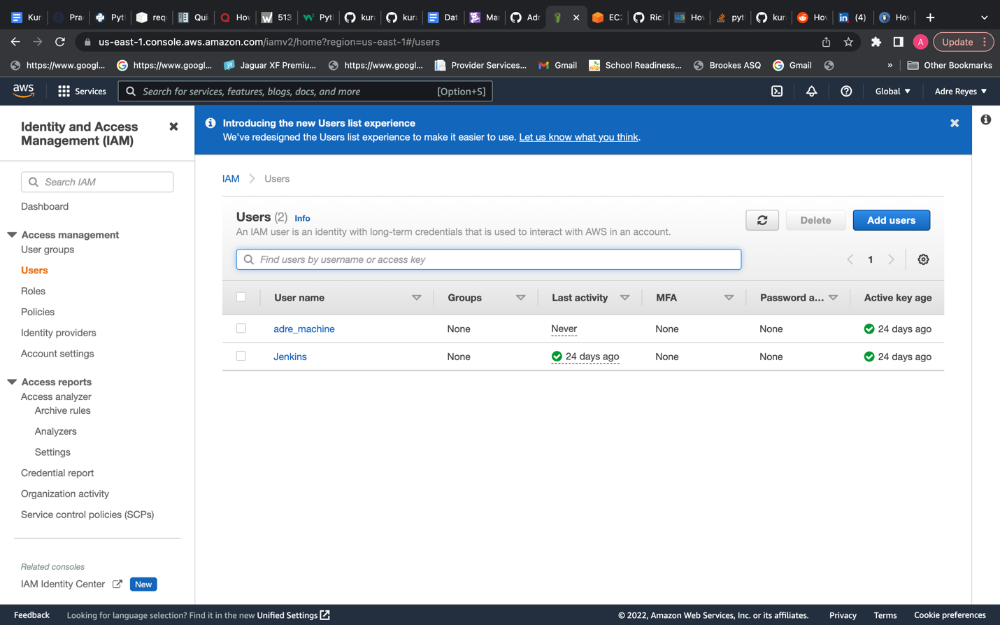 Kur
Pra
Pyt
req
Qui
Hov
513
Pyt
kur
kur
Dat
Mar
Adr
EC2
Ric
Hov
pyt
kur
Hov
(4)
Hov
us-east-1.console.aws.amazon.com/iamv2/home?region=us-east-1#/users
A
Update
https://www.googl...
https://www.googl...
Jaguar XF Premiu...
https://www.googl...
Provider Services...
Gmail
School Readiness...
Brookes ASQ
Gmail
»
Other Bookmarks
aws
Services
Search for services, features, blogs, docs, and more
[Option+S]
Global
Adre Reyes
Identity and Access
Management (IAM)
Search IAM
Dashboard
Access management
User groups
Users
Roles
Policies
Identity providers
Account settings
Access reports
Access analyzer
Archive rules
Analyzers
Settings
Credential report
Organization activity
Service control policies (SCPs)
Related consoles
IAM Identity Center
New
Introducing the new Users list experience
We've redesigned the Users list experience to make it easier to use. Let us know what you think.
IAM
Users
Users (2) Info
An IAM user is an identity with long-term credentials that is used to interact with AWS in an account.
Delete
Add users
Find users by username or access key
1
User name Groups Last activity MFA Password a... Active key age
adre_machine None Never None None 24 days ago
Jenkins None 24 days ago None None 24 days ago
Feedback
Looking for language selection? Find it in the new Unified Settings
© 2022, Amazon Web Services, Inc. or its affiliates.
Privacy
Terms
Cookie preferences